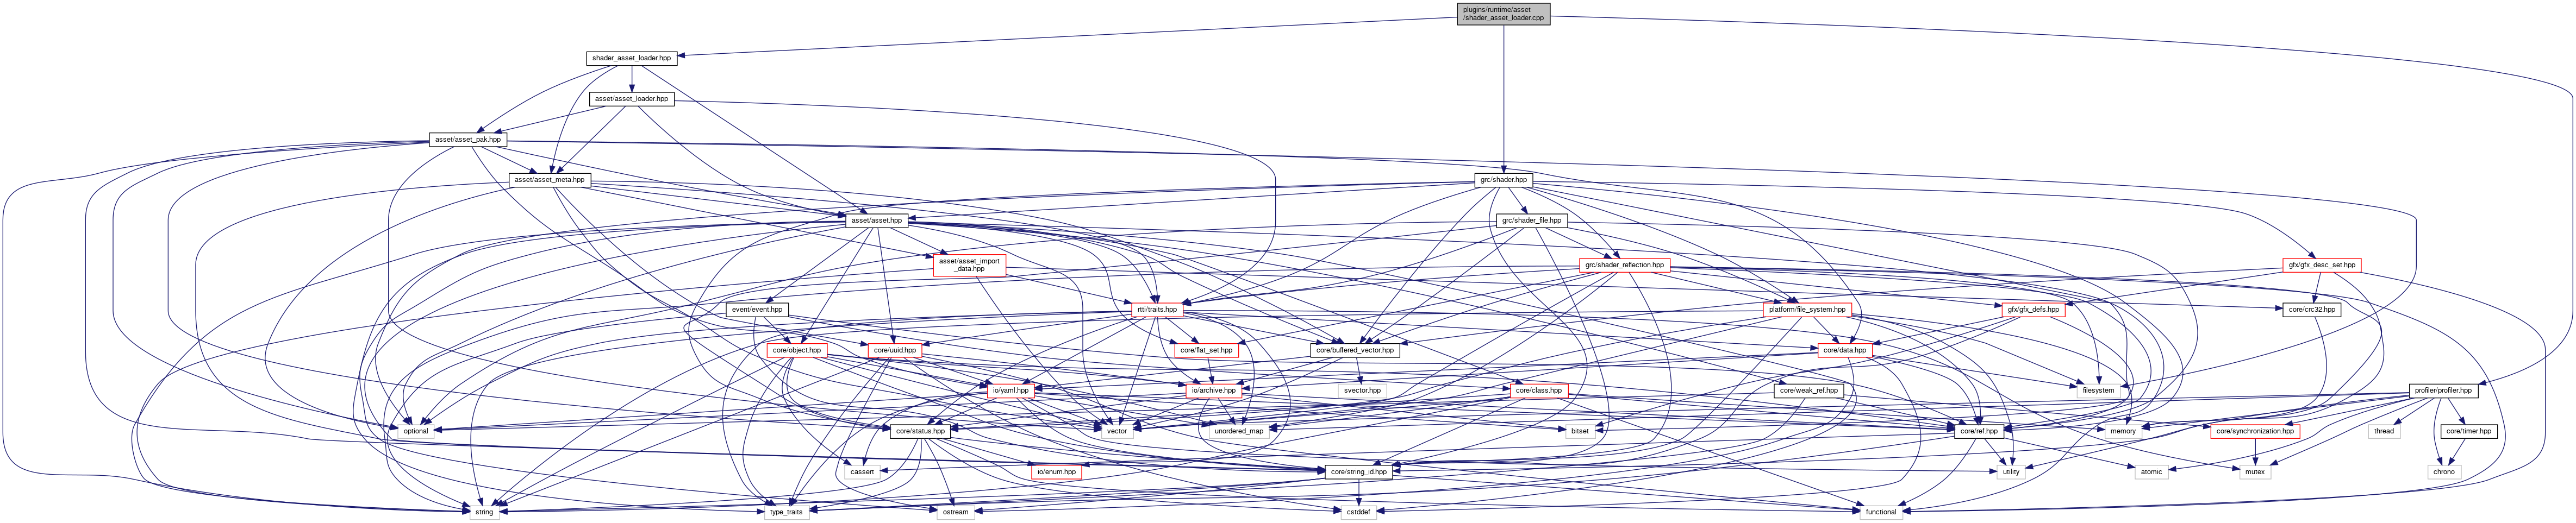 plugins/runtime/asset
/shader_asset_loader.cpp
shader_asset_loader.hpp
asset/asset_loader.hpp
asset/asset_pak.hpp
asset/asset_meta.hpp
grc/shader.hpp
asset/asset.hpp
grc/shader_file.hpp
asset/asset_import
_data.hpp
grc/shader_reflection.hpp
gfx/gfx_desc_set.hpp
event/event.hpp
rtti/traits.hpp
platform/file_system.hpp
gfx/gfx_defs.hpp
core/crc32.hpp
core/object.hpp
core/uuid.hpp
core/flat_set.hpp
core/buffered_vector.hpp
core/data.hpp
io/yaml.hpp
io/archive.hpp
svector.hpp
core/class.hpp
core/weak_ref.hpp
filesystem
profiler/profiler.hpp
optional
core/status.hpp
vector
unordered_map
bitset
core/ref.hpp
memory
core/synchronization.hpp
thread
core/timer.hpp
cassert
io/enum.hpp
core/string_id.hpp
utility
atomic
mutex
chrono
string
type_traits
ostream
cstddef
functional